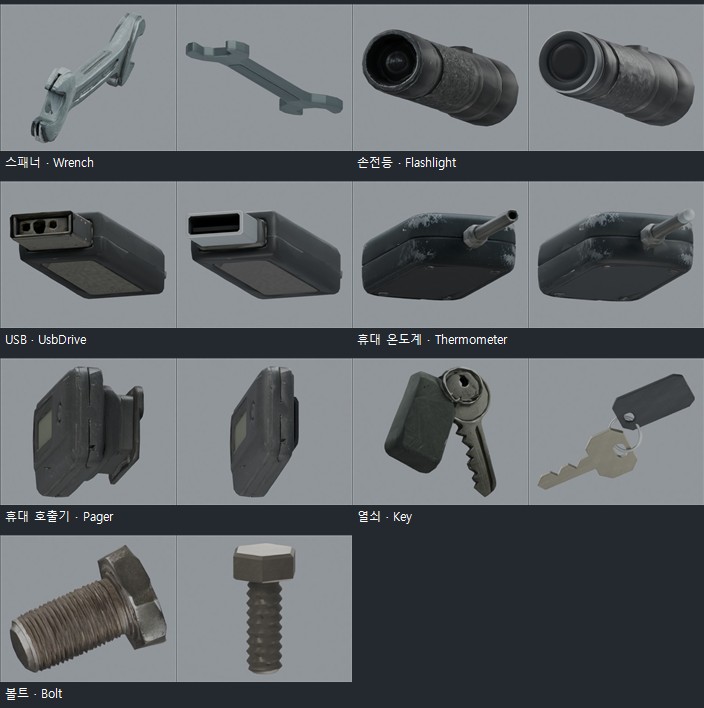 스패너 · Wrench
손전등 · Flashlight
USB · UsbDrive
휴대 온도계 · Thermometer
휴대 호출기 · Pager
열쇠 · Key
볼트 · Bolt